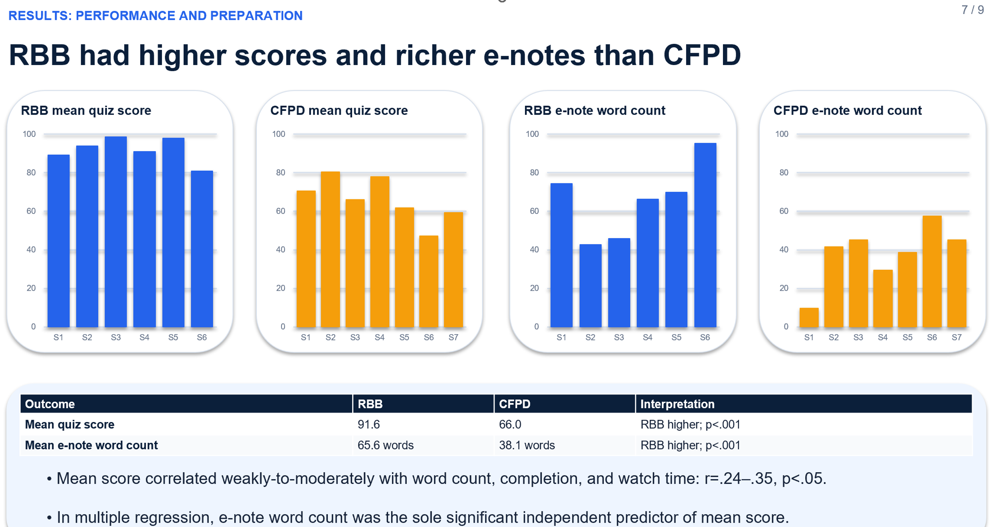 RESULTS: PERFORMANCE AND PREPARATION
7 / 9
RBB had higher scores and richer e-notes than CFPD
RBB mean quiz score
100
80
60
40
20
0
S1 S2 S3 S4 S5 S6
CFPD mean quiz score
100
80
60
40
20
0
S1 S2 S3 S4 S5 S6 S7
RBB e-note word count
100
80
60
40
20
0
S1 S2 S3 S4 S5 S6
CFPD e-note word count
100
80
60
40
20
0
S1 S2 S3 S4 S5 S6 S7
Outcome RBB CFPD Interpretation
Mean quiz score 91.6 66.0 RBB higher; p<.001
Mean e-note word count 65.6 words 38.1 words RBB higher; p<.001
• Mean score correlated weakly-to-moderately with word count, completion, and watch time: r=.24–.35, p<.05.
• In multiple regression, e-note word count was the sole significant independent predictor of mean score.